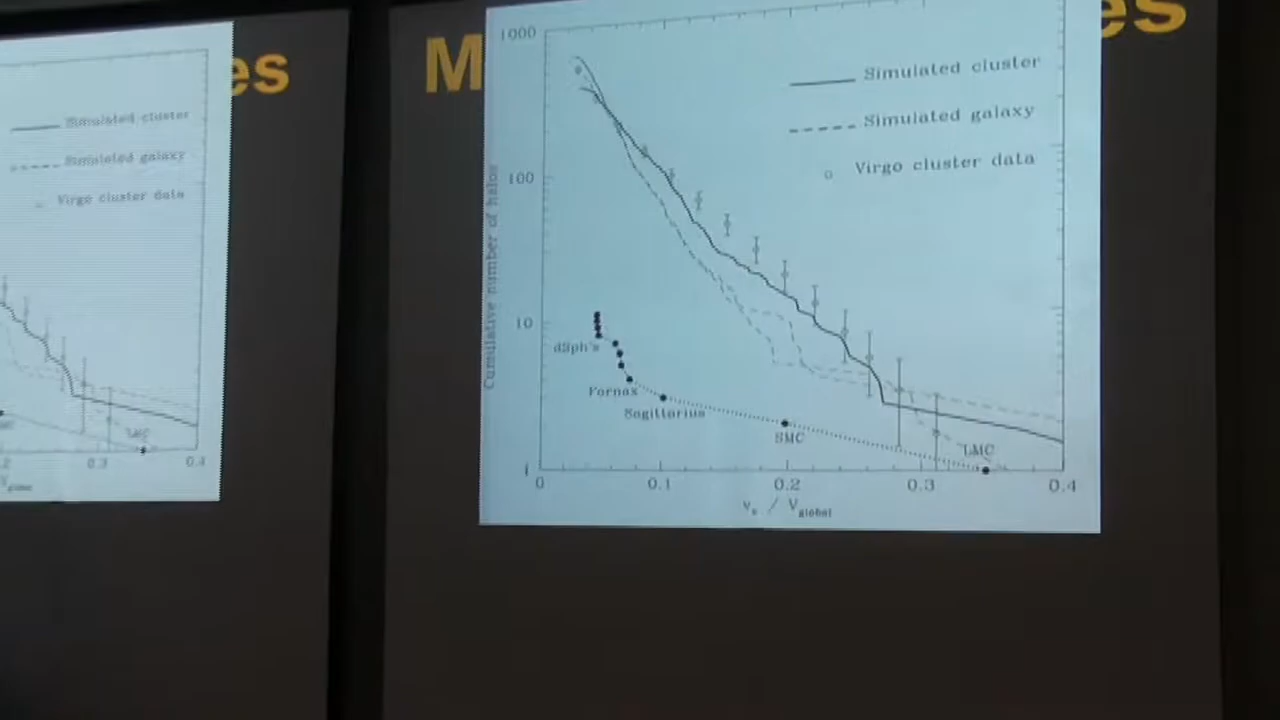 es
Simulated cluster
Simulated galaxy
Virgo cluster data
LMC
0.3
0.4
M
es
1000
100
10
1
Cumulative number of halos
Simulated cluster
Simulated galaxy
Virgo cluster data
dSph's
Fornax
Sagittarius
SMC
LMC
0
0.1
0.2
0.3
0.4
v / Vglobal